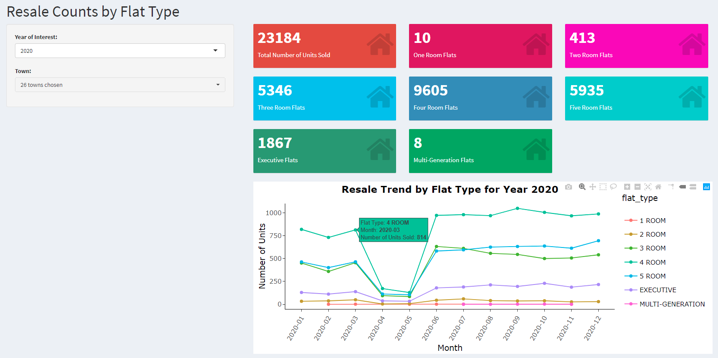 Resale Counts by Flat Type
Year of Interest:
2020
Town:
26 towns chosen
23184
Total Number of Units Sold
10
One Room Flats
413
Two Room Flats
5346
Three Room Flats
9605
Four Room Flats
5935
Five Room Flats
1867
Executive Flats
8
Multi-Generation Flats
Resale Trend by Flat Type for Year 2020
flat_type
1 ROOM
2 ROOM
3 ROOM
4 ROOM
5 ROOM
EXECUTIVE
MULTI-GENERATION
Number of Units
1000
750
500
250
0
Flat Type: 4 ROOM
Month: 2020-03
Number of Units Sold: 814
2020-01
2020-02
2020-03
2020-04
2020-05
2020-06
2020-07
2020-08
2020-09
2020-10
2020-11
2020-12
Month